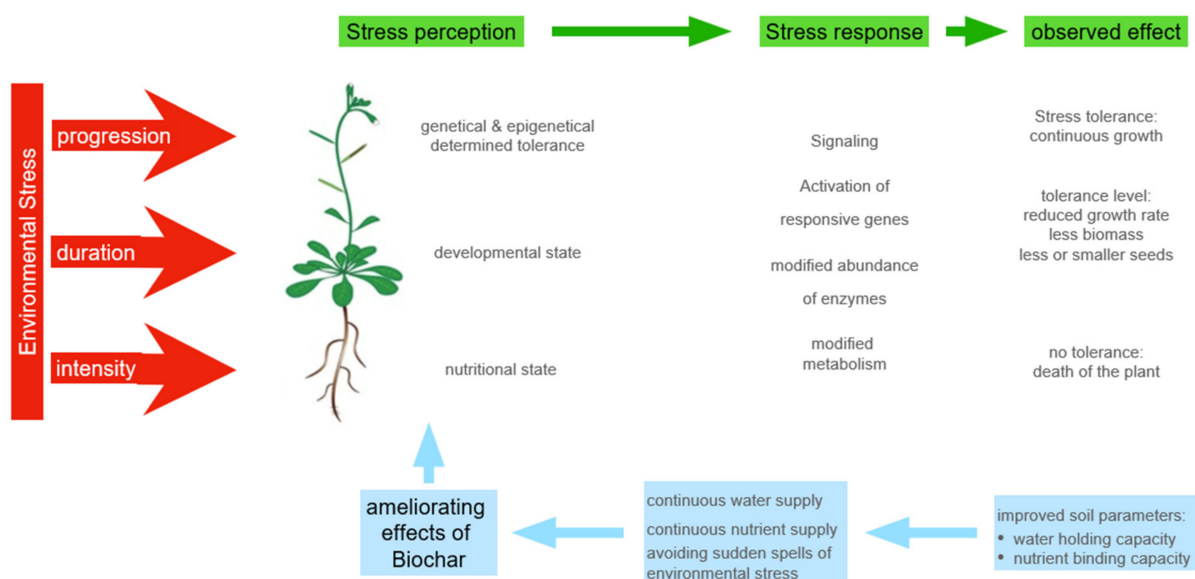 Stress perception
Stress response
observed effect
Environmental Stress
progression
duration
intensity
genetical & epigenetical
determined tolerance
developmental state
nutritional state
Signaling
Activation of
responsive genes
modified abundance
of enzymes
modified
metabolism
Stress tolerance:
continuous growth
tolerance level:
reduced growth rate
less biomass
less or smaller seeds
no tolerance:
death of the plant
ameliorating
effects of
Biochar
continuous water supply
continuous nutrient supply
avoiding sudden spells of
environmental stress
improved soil parameters:
• water holding capacity
• nutrient binding capacity